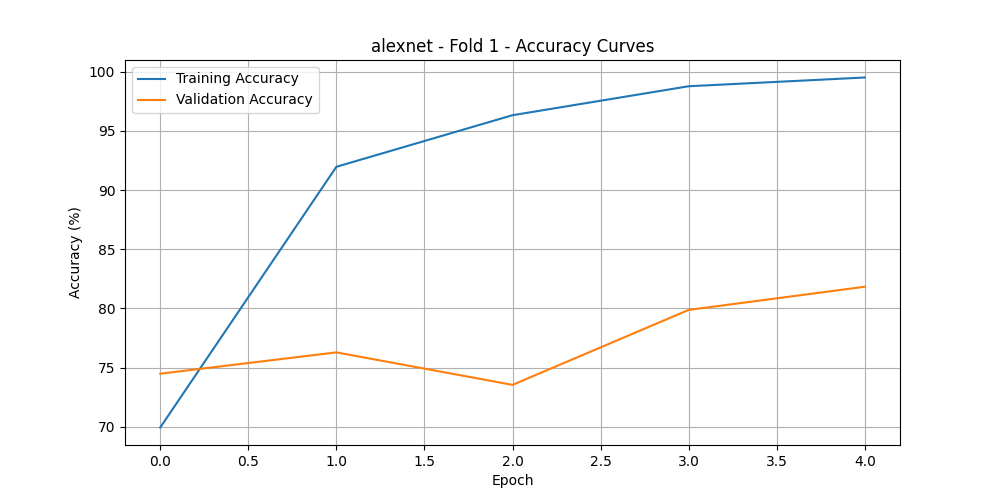 alexnet - Fold 1 - Accuracy Curves
Training Accuracy
Validation Accuracy
Accuracy (%)
100
95
90
85
80
75
70
0.0 0.5 1.0 1.5 2.0 2.5 3.0 3.5 4.0
Epoch